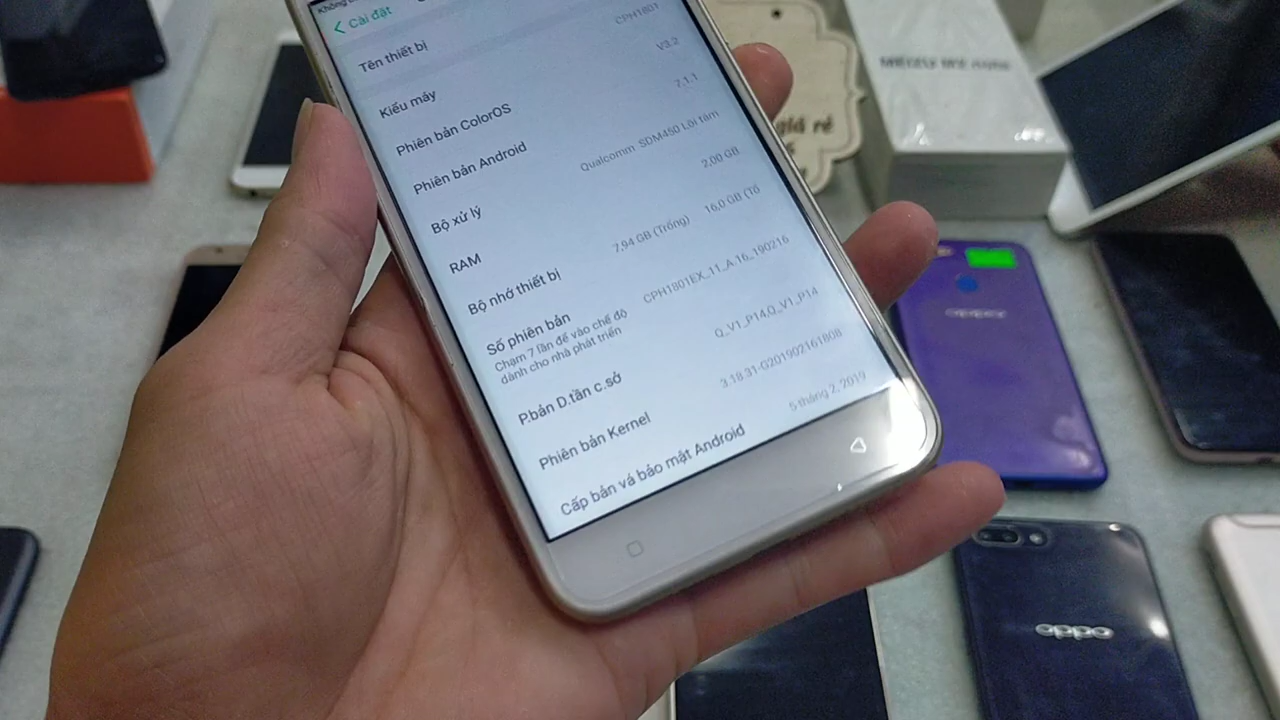 Cài đặt
Tên thiết bị
Kiểu máy CPH1801
Phiên bản ColorOS V3.2
Phiên bản Android 7.1.1
Bộ xử lý Qualcomm SDM450 Lõi tám
RAM 2,00 GB
Bộ nhớ thiết bị 7,94 GB (Trống) 16,0 GB (Tổ
Số phiên bản CPH1801EX_11_A.16_190216
Chạm 7 lần để vào chế độ
dành cho nhà phát triển
P.bản D.tần c.sở Q_V1_P14,Q_V1_P14
Phiên bản Kernel 3.18.31-G201902161808
Cấp bản vá bảo mật Android 5 tháng 2, 2019
giá rẻ
oppo
oppo